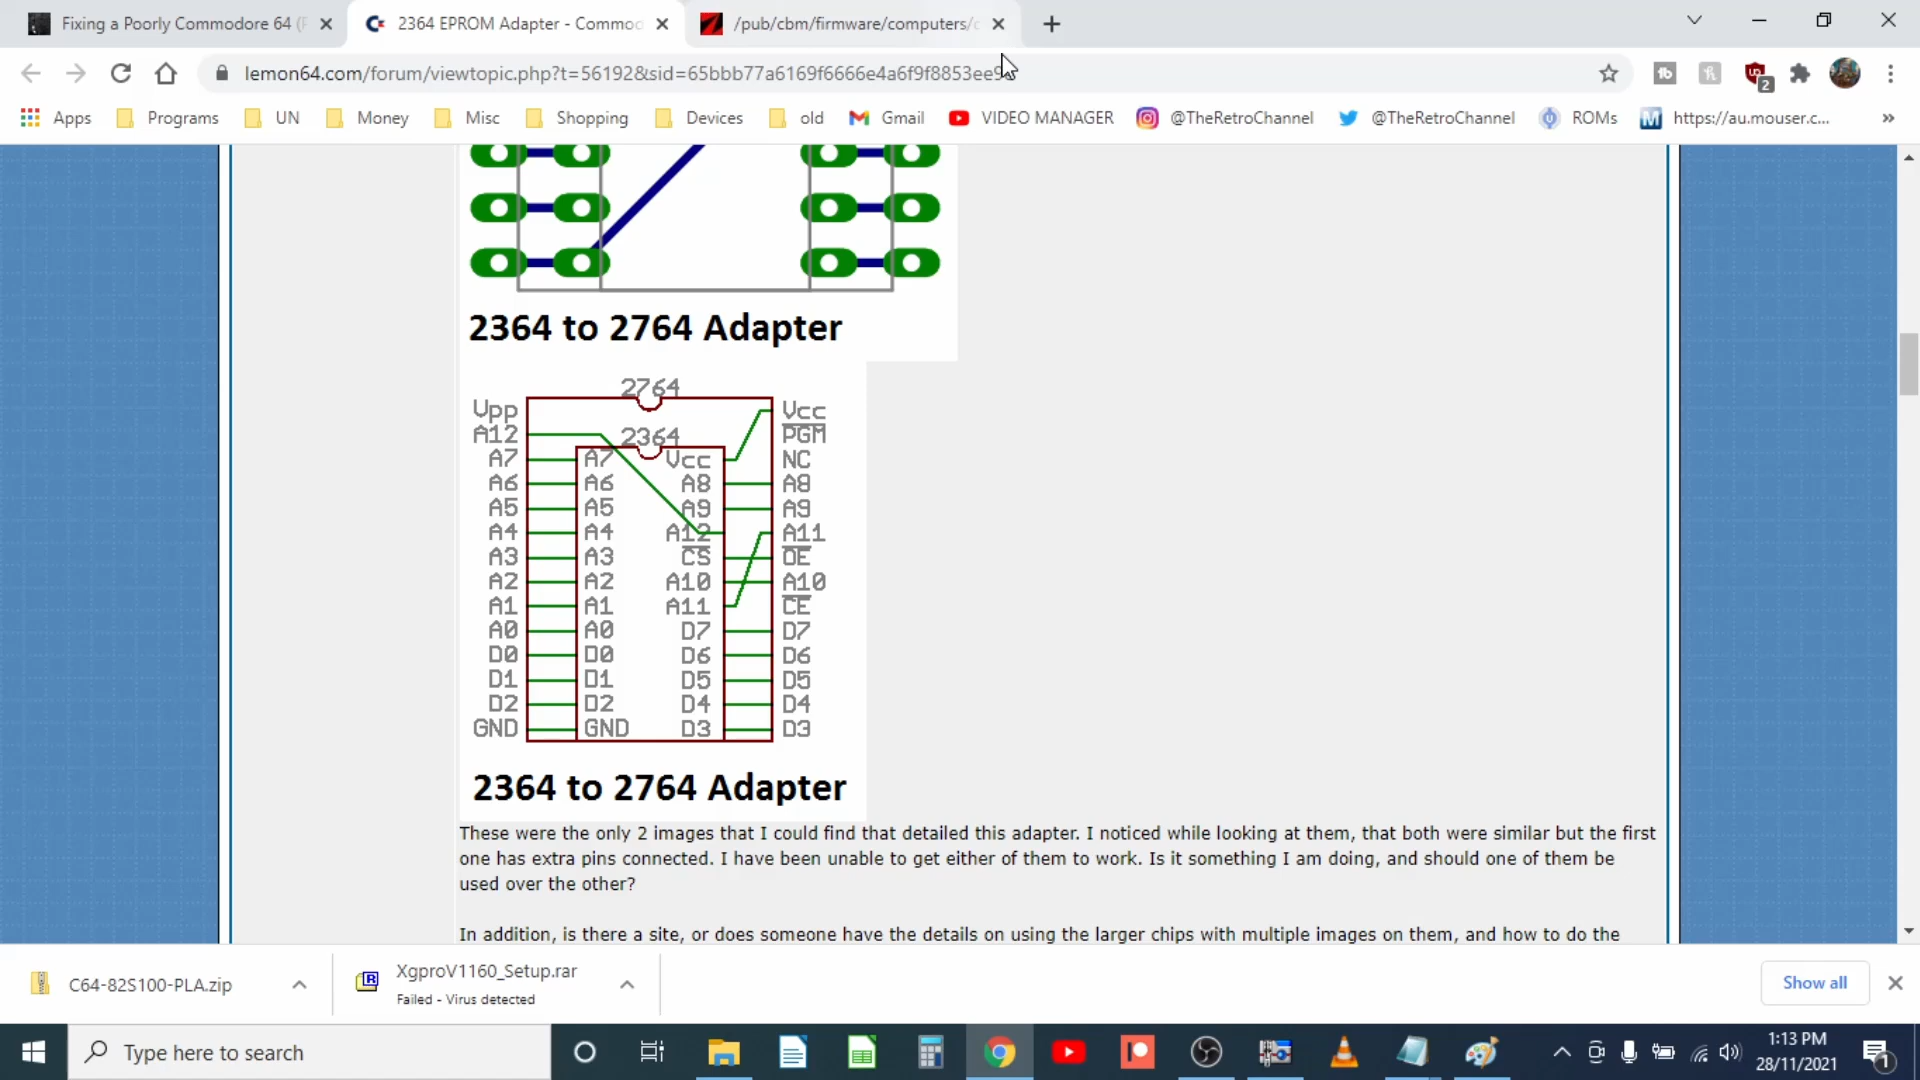 Fixing a Poorly Commodore 64 (F
2364 EPROM Adapter - Commod
/pub/cbm/firmware/computers/c
lemon64.com/forum/viewtopic.php?t=56192&sid=65bbb77a6169f6666e4a6f9f8853ee9
2
Apps
Programs
UN
Money
Misc
Shopping
Devices
old
Gmail
VIDEO MANAGER
@TheRetroChannel
@TheRetroChannel
ROMs
https://au.mouser.c...
»
2364 to 2764 Adapter
2764
Vpp Vcc
A12 2364 PGM
A7 A7 Vcc NC
A6 A6 A8 A8
A5 A5 A9 A9
A4 A4 A12 A11
A3 A3 CS OE
A2 A2 A10 A10
A1 A1 A11 CE
A0 A0 D7 D7
D0 D0 D6 D6
D1 D1 D5 D5
D2 D2 D4 D4
GND GND D3 D3
2364 to 2764 Adapter
These were the only 2 images that I could find that detailed this adapter. I noticed while looking at them, that both were similar but the first
one has extra pins connected. I have been unable to get either of them to work. Is it something I am doing, and should one of them be
used over the other?
In addition, is there a site, or does someone have the details on using the larger chips with multiple images on them, and how to do the
C64-82S100-PLA.zip
XgproV1160_Setup.rar
Failed - Virus detected
Show all
Type here to search
1:13 PM
28/11/2021
1